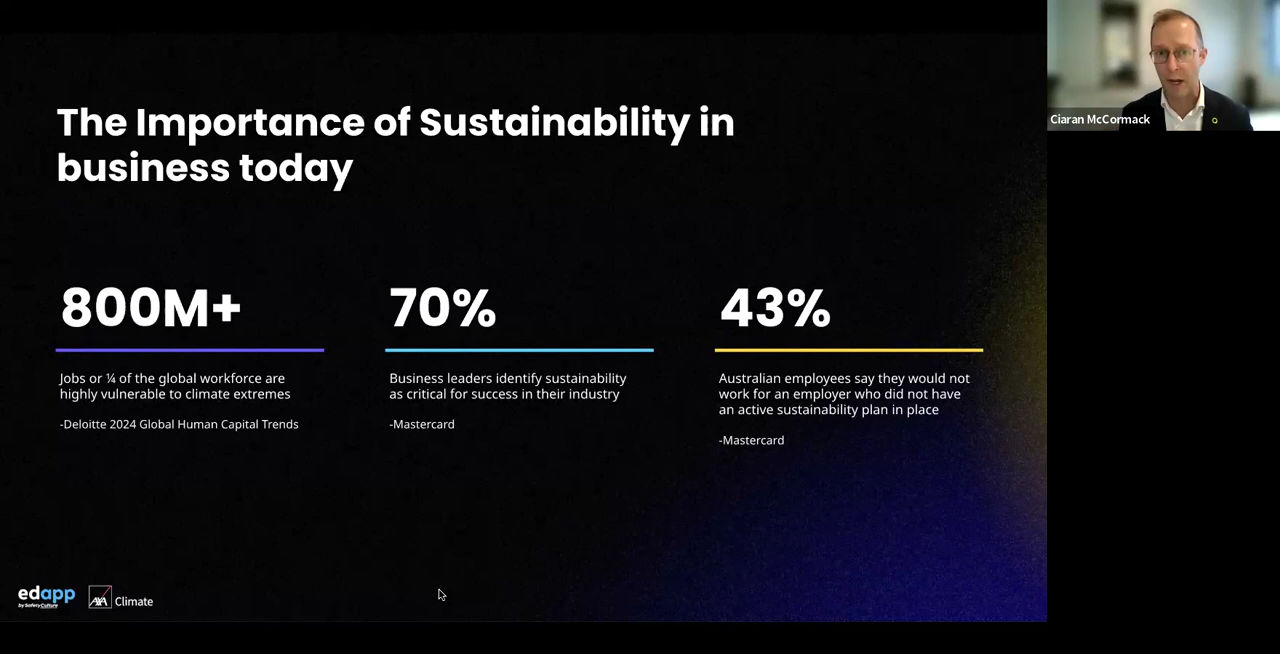 The Importance of Sustainability in
business today
800M+
Jobs or ¼ of the global workforce are
highly vulnerable to climate extremes
-Deloitte 2024 Global Human Capital Trends
70%
Business leaders identify sustainability
as critical for success in their industry
-Mastercard
43%
Australian employees say they would not
work for an employer who did not have
an active sustainability plan in place
-Mastercard
edapp
by SafetyCulture
AXA Climate
Ciaran McCormack